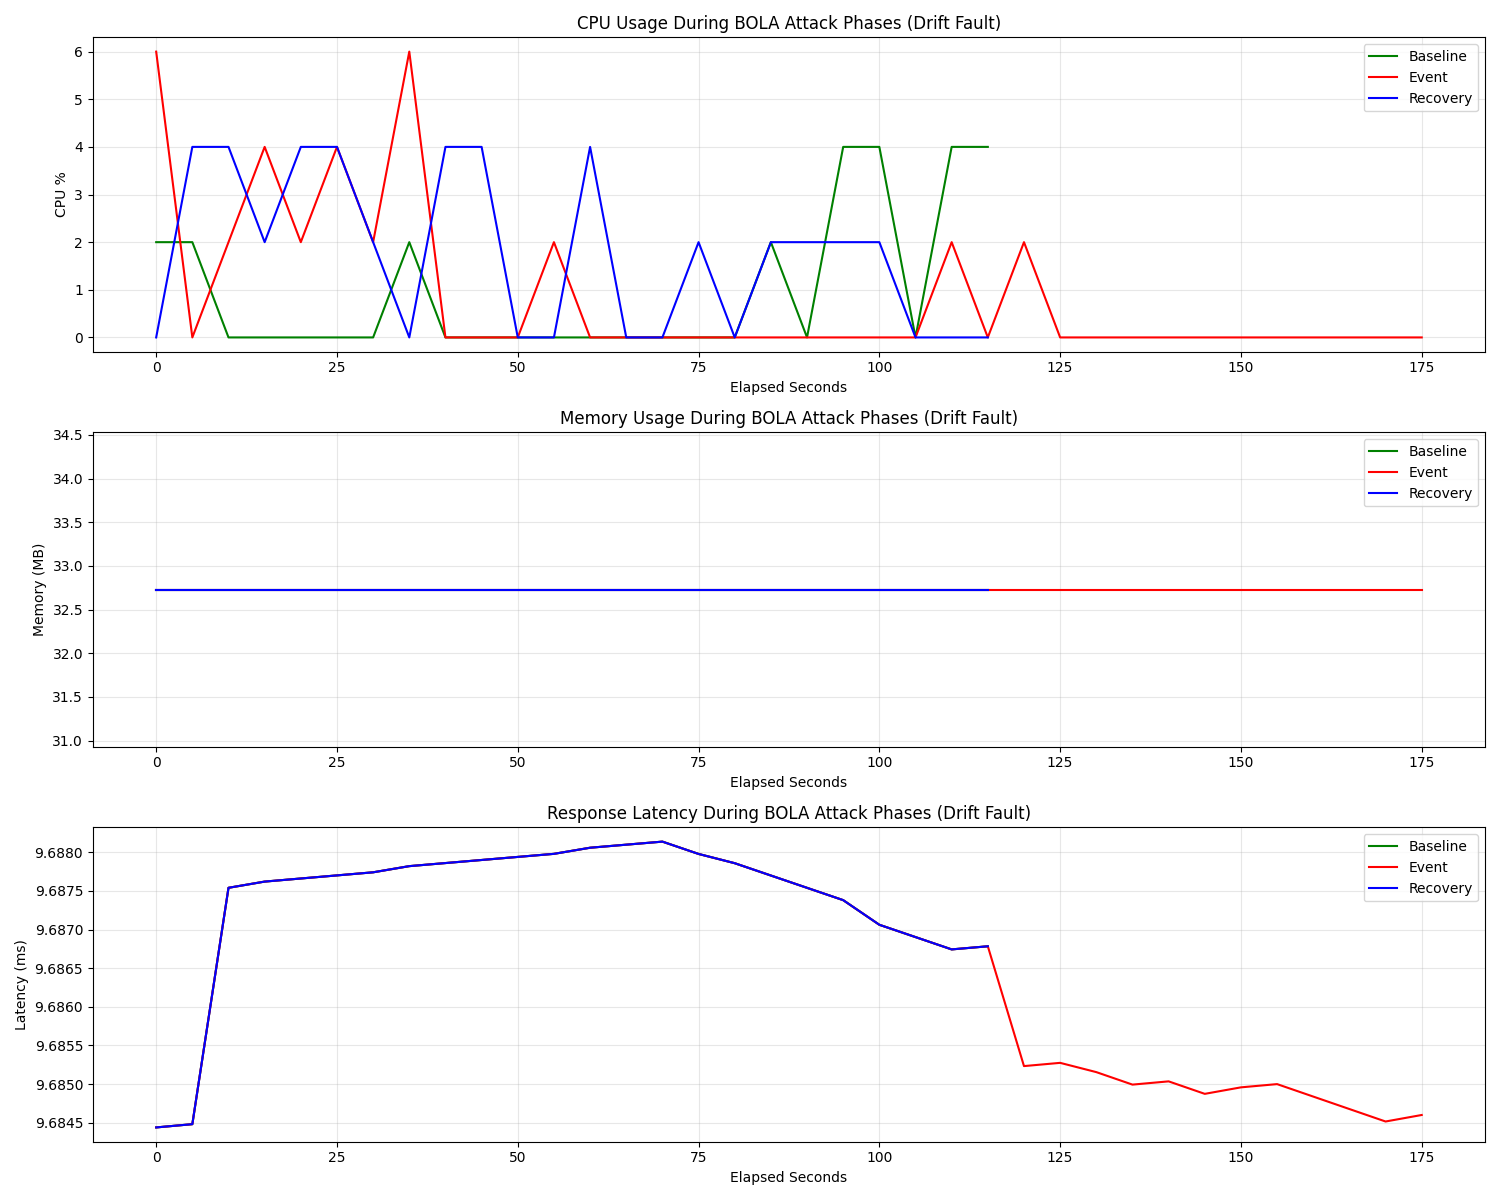 CPU Usage During BOLA Attack Phases (Drift Fault)
CPU %
6
5
4
3
2
1
0
Baseline
Event
Recovery
0 25 50 75 100 125 150 175
Elapsed Seconds
Memory Usage During BOLA Attack Phases (Drift Fault)
Memory (MB)
34.5
34.0
33.5
33.0
32.5
32.0
31.5
31.0
Baseline
Event
Recovery
0 25 50 75 100 125 150 175
Elapsed Seconds
Response Latency During BOLA Attack Phases (Drift Fault)
Latency (ms)
9.6880
9.6875
9.6870
9.6865
9.6860
9.6855
9.6850
9.6845
Baseline
Event
Recovery
0 25 50 75 100 125 150 175
Elapsed Seconds